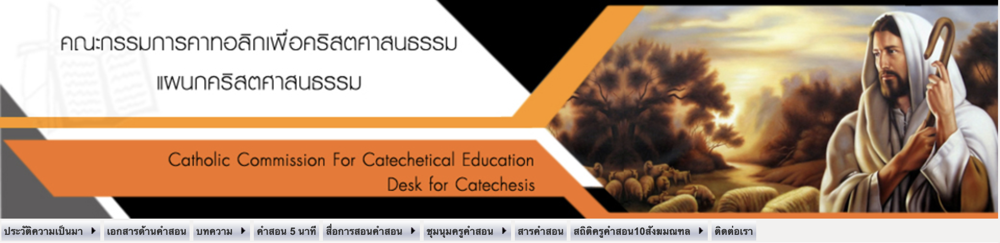 คณะกรรมการคาทอลิกเพื่อคริสตศาสนธรรม
แผนกคริสตศาสนธรรม
Catholic Commission For Catechetical Education
Desk for Catechesis
ประวัติความเป็นมา เอกสารด้านคำสอน บทความ คำสอน 5 นาที สื่อการสอนคำสอน ชุมนุมครูคำสอน สารคำสอน สถิติครูคำสอน10สังฆมณฑล ติดต่อเรา